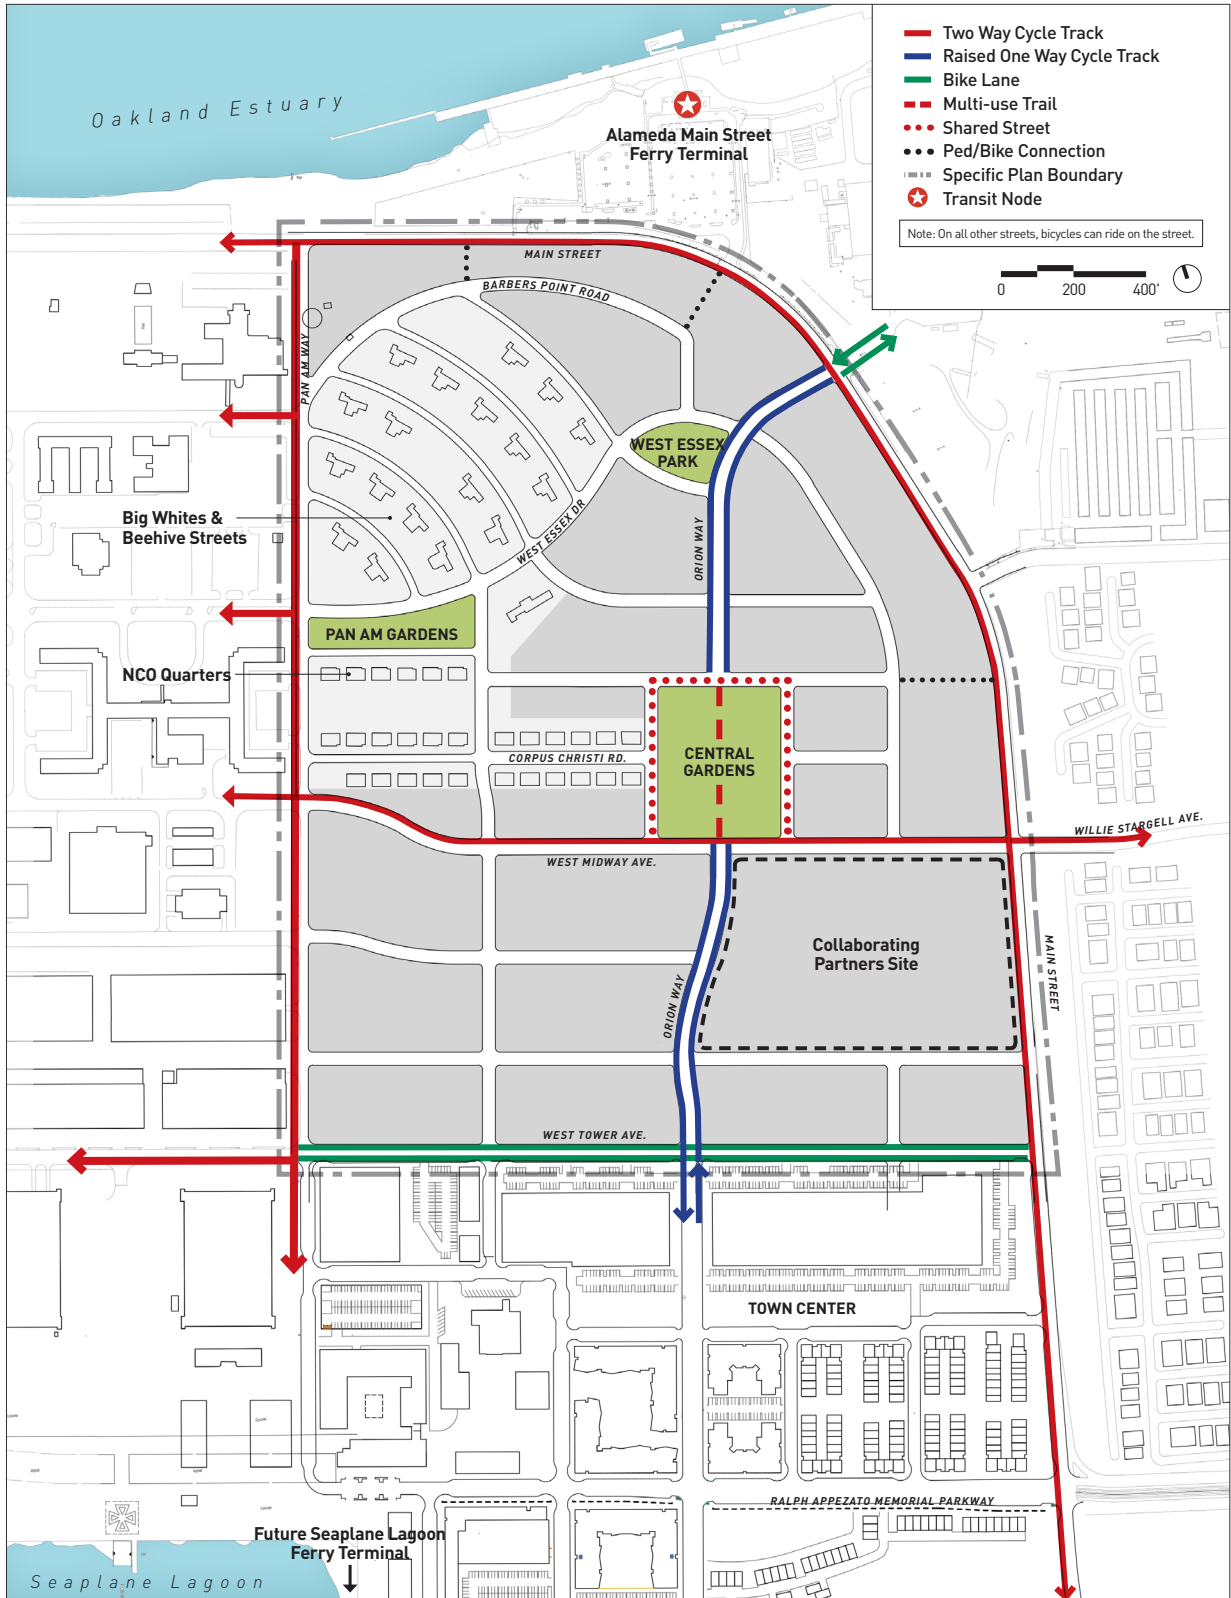 Two Way Cycle Track
Raised One Way Cycle Track
Bike Lane
Multi-use Trail
Shared Street
Ped/Bike Connection
Specific Plan Boundary
Transit Node
Note: On all other streets, bicycles can ride on the street.
0 200 400'
Oakland Estuary
Alameda Main Street
Ferry Terminal
MAIN STREET
BARBERS POINT ROAD
PAN AM WAY
WEST ESSEX
PARK
Big Whites &
Beehive Streets
WEST ESSEX DR
ORION WAY
PAN AM GARDENS
NCO Quarters
CENTRAL
GARDENS
CORPUS CHRISTI RD.
WILLIE STARGELL AVE.
WEST MIDWAY AVE.
Collaborating
Partners Site
MAIN STREET
ORION WAY
WEST TOWER AVE.
TOWN CENTER
RALPH APPEZATO MEMORIAL PARKWAY
Future Seaplane Lagoon
Ferry Terminal
Seaplane Lagoon